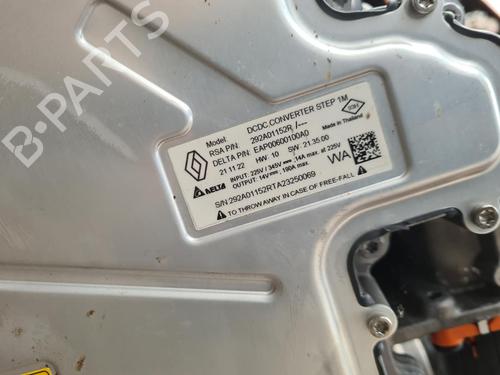 B-PARTS
Model: DCDC CONVERTER STEP 1M
RSA P/N: 292A01152R /---
DELTA P/N: EAP00600100A0
21 11 22 HW: 10 SW: 21.35.00
INPUT: 225V / 345V 14A max at 225V
OUTPUT: 14V 190A max
Made in Thailand
DELTA
WA
S/N:292A01152RTA23250069
TO THROW AWAY IN CASE OF FREE-FALL